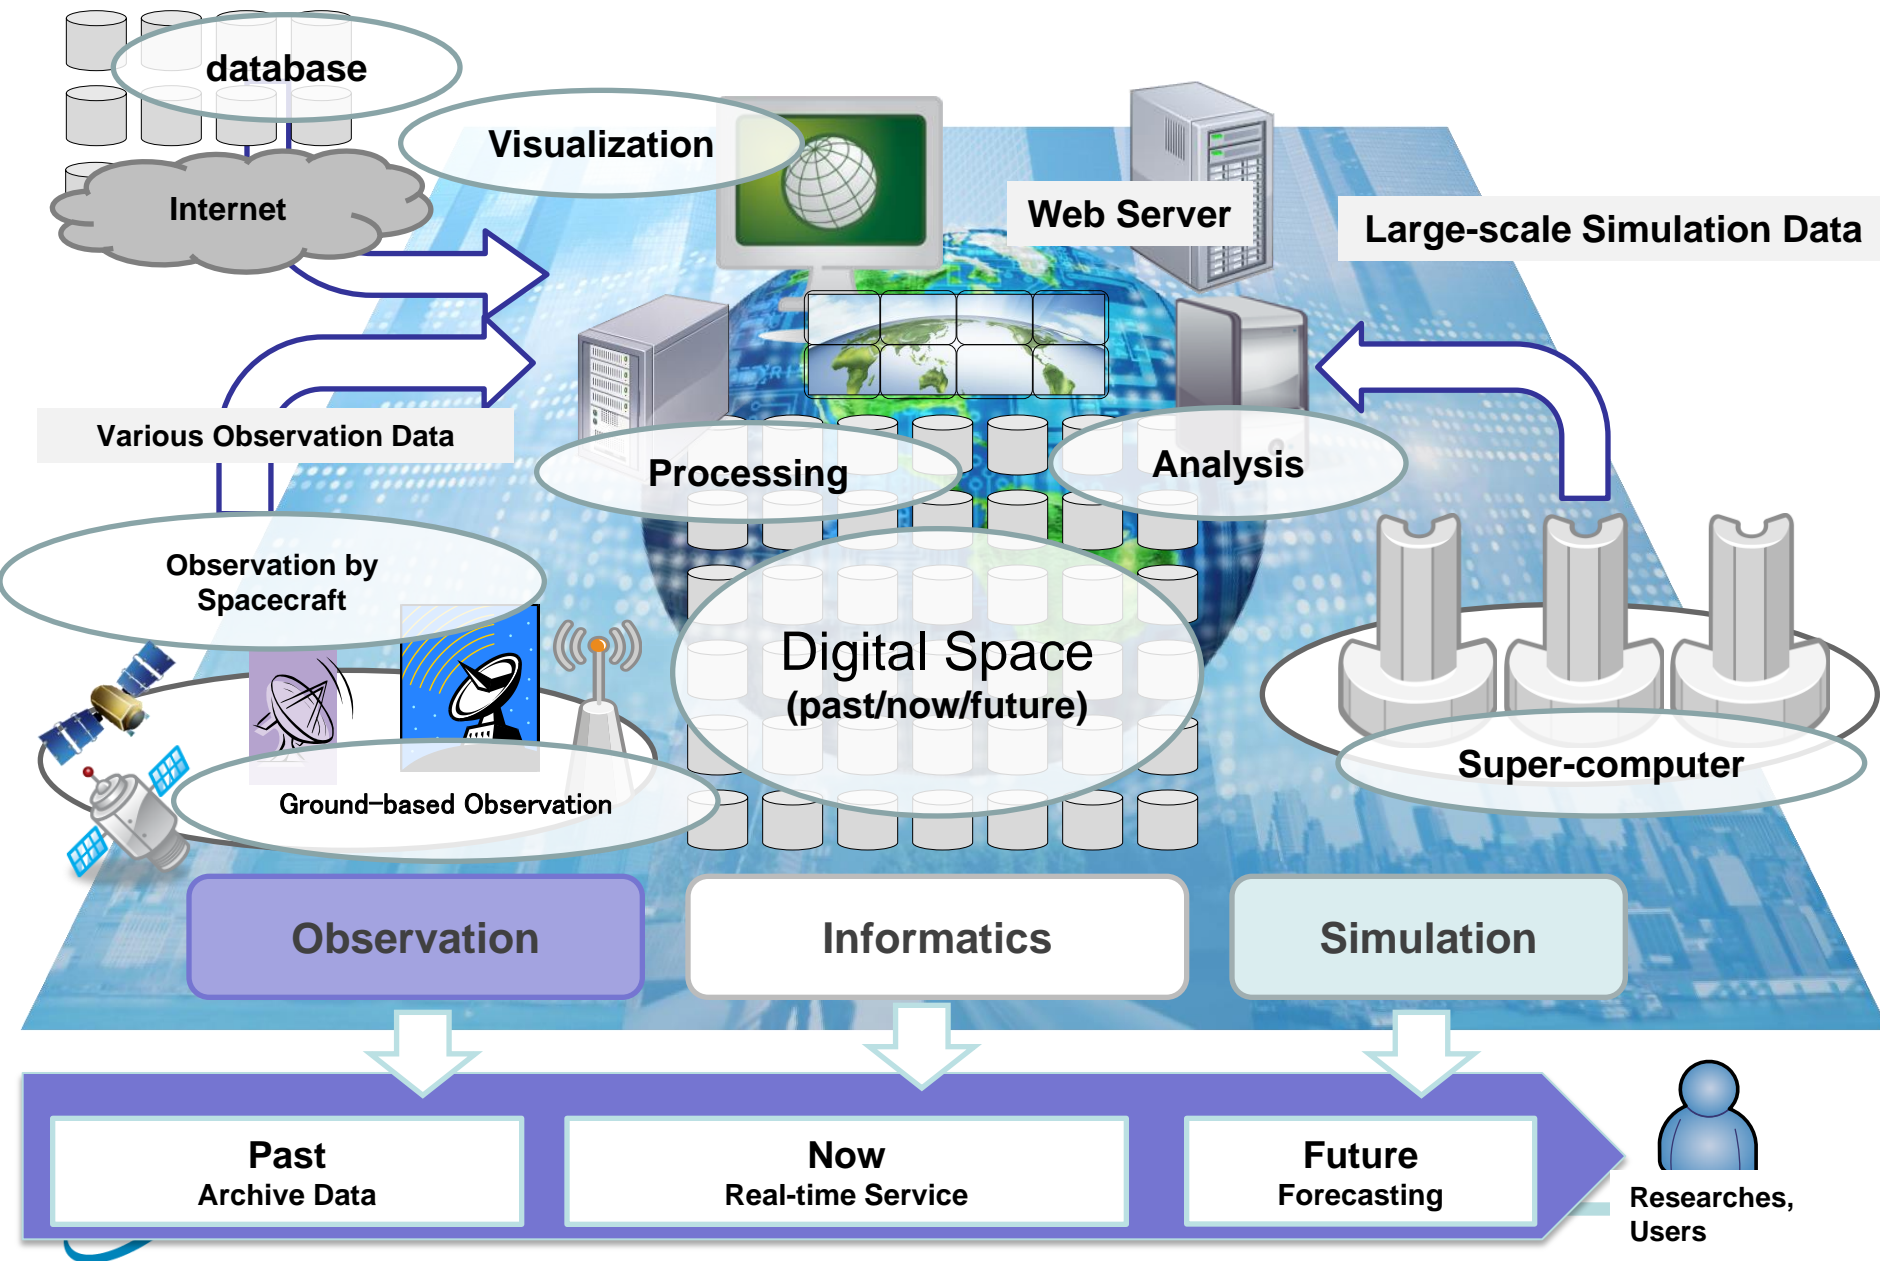 database
Visualization
Internet
Web Server
Large-scale Simulation Data
Various Observation Data
Processing
Analysis
Observation by
Spacecraft
Digital Space
(past/now/future)
Ground-based Observation
Super-computer
Observation
Informatics
Simulation
Past
Archive Data
Now
Real-time Service
Future
Forecasting
Researches,
Users